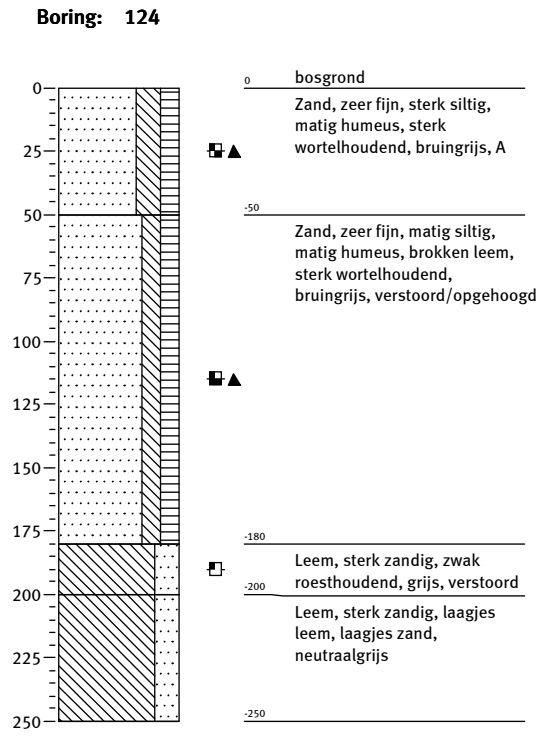 Boring: 124
0
25
50
75
100
125
150
175
200
225
250
0
bosgrond
Zand, zeer fijn, sterk siltig,
matig humeus, sterk
wortelhoudend, bruingrijs, A
-50
Zand, zeer fijn, matig siltig,
matig humeus, brokken leem,
sterk wortelhoudend,
bruingrijs, verstoord/opgehoogd
-180
Leem, sterk zandig, zwak
roesthoudend, grijs, verstoord
-200
Leem, sterk zandig, laagjes
leem, laagjes zand,
neutraalgrijs
-250